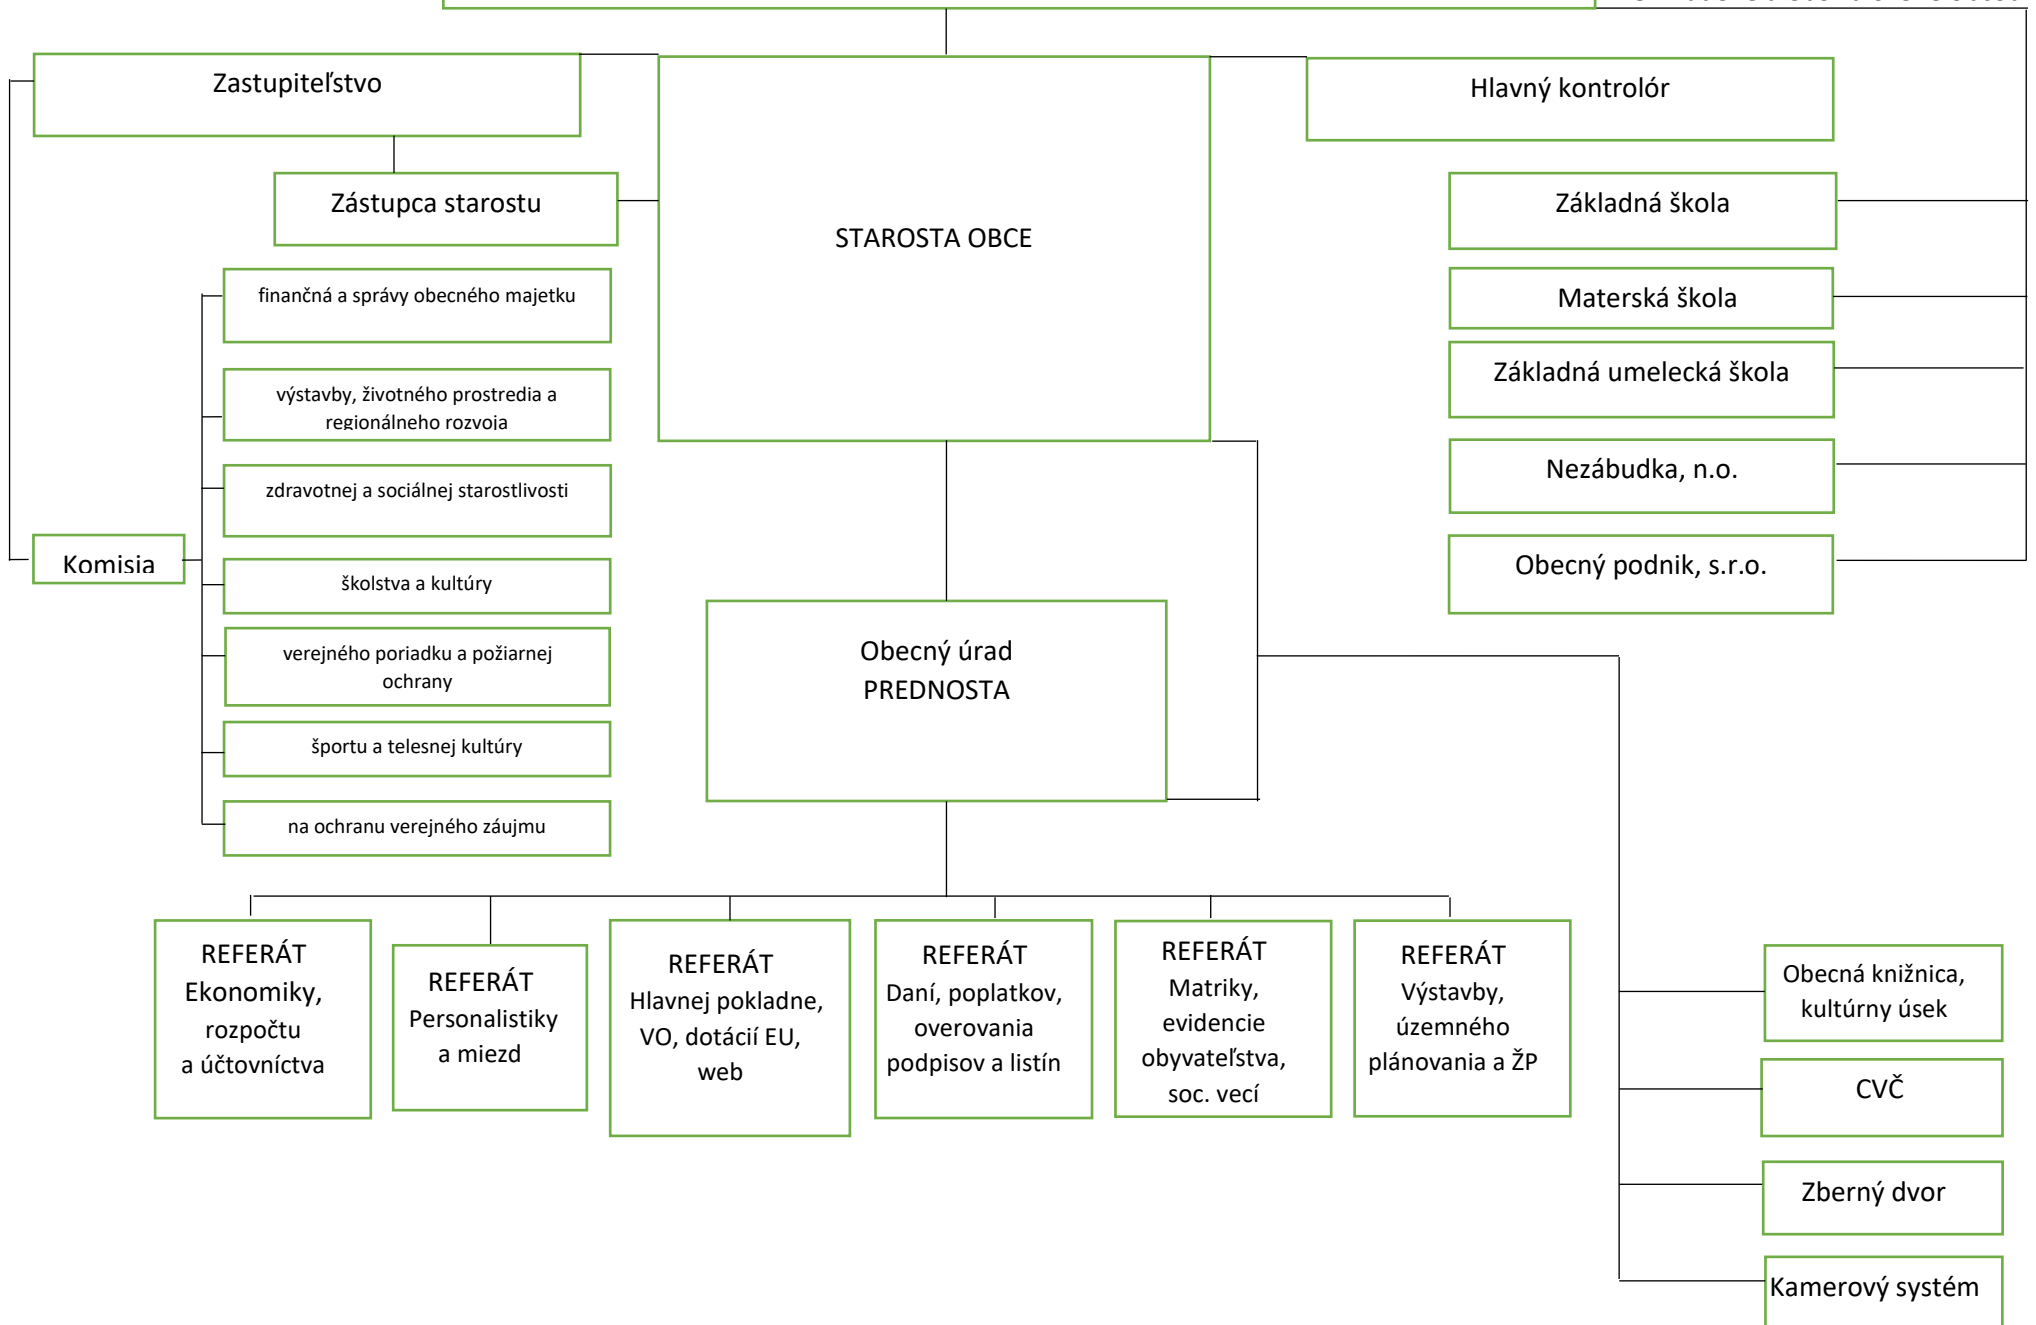 Zastupiteľstvo
Hlavný kontrolór
Zástupca starostu
STAROSTA OBCE
Základná škola
finančná a správy obecného majetku
Materská škola
výstavby, životného prostredia a
regionálneho rozvoja
Základná umelecká škola
zdravotnej a sociálnej starostlivosti
Nezábudka, n.o.
Komisia
školstva a kultúry
Obecný podnik, s.r.o.
verejného poriadku a požiarnej
ochrany
Obecný úrad
PREDNOSTA
športu a telesnej kultúry
na ochranu verejného záujmu
REFERÁT
Ekonomiky,
rozpočtu
a účtovníctva
REFERÁT
Personalistiky
a miezd
REFERÁT
Hlavnej pokladne,
VO, dotácií EU,
web
REFERÁT
Daní, poplatkov,
overovania
podpisov a listín
REFERÁT
Matriky,
evidencie
obyvateľstva,
soc. vecí
REFERÁT
Výstavby,
územného
plánovania a ŽP
Obecná knižnica,
kultúrny úsek
CVČ
Zberný dvor
Kamerový systém